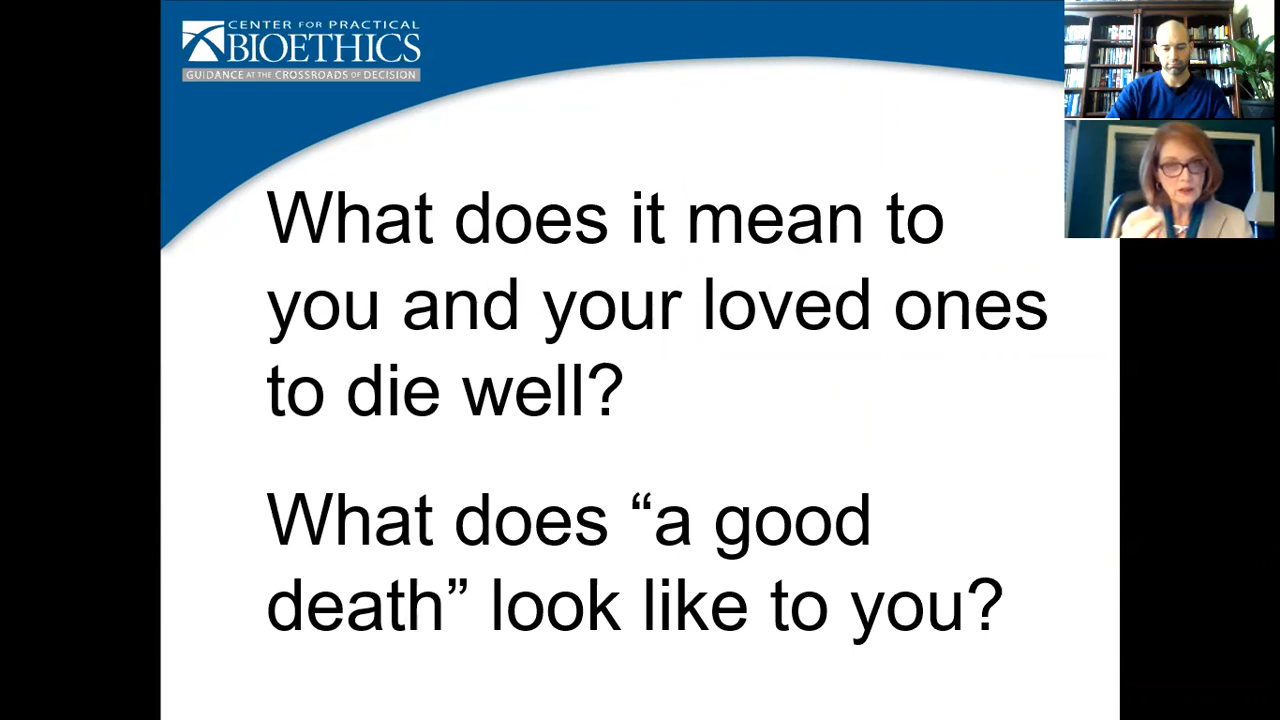 CENTER FOR PRACTICAL
BIOETHICS
GUIDANCE AT THE CROSSROADS OF DECISION
What does it mean to
you and your loved ones
to die well?
What does “a good
death” look like to you?